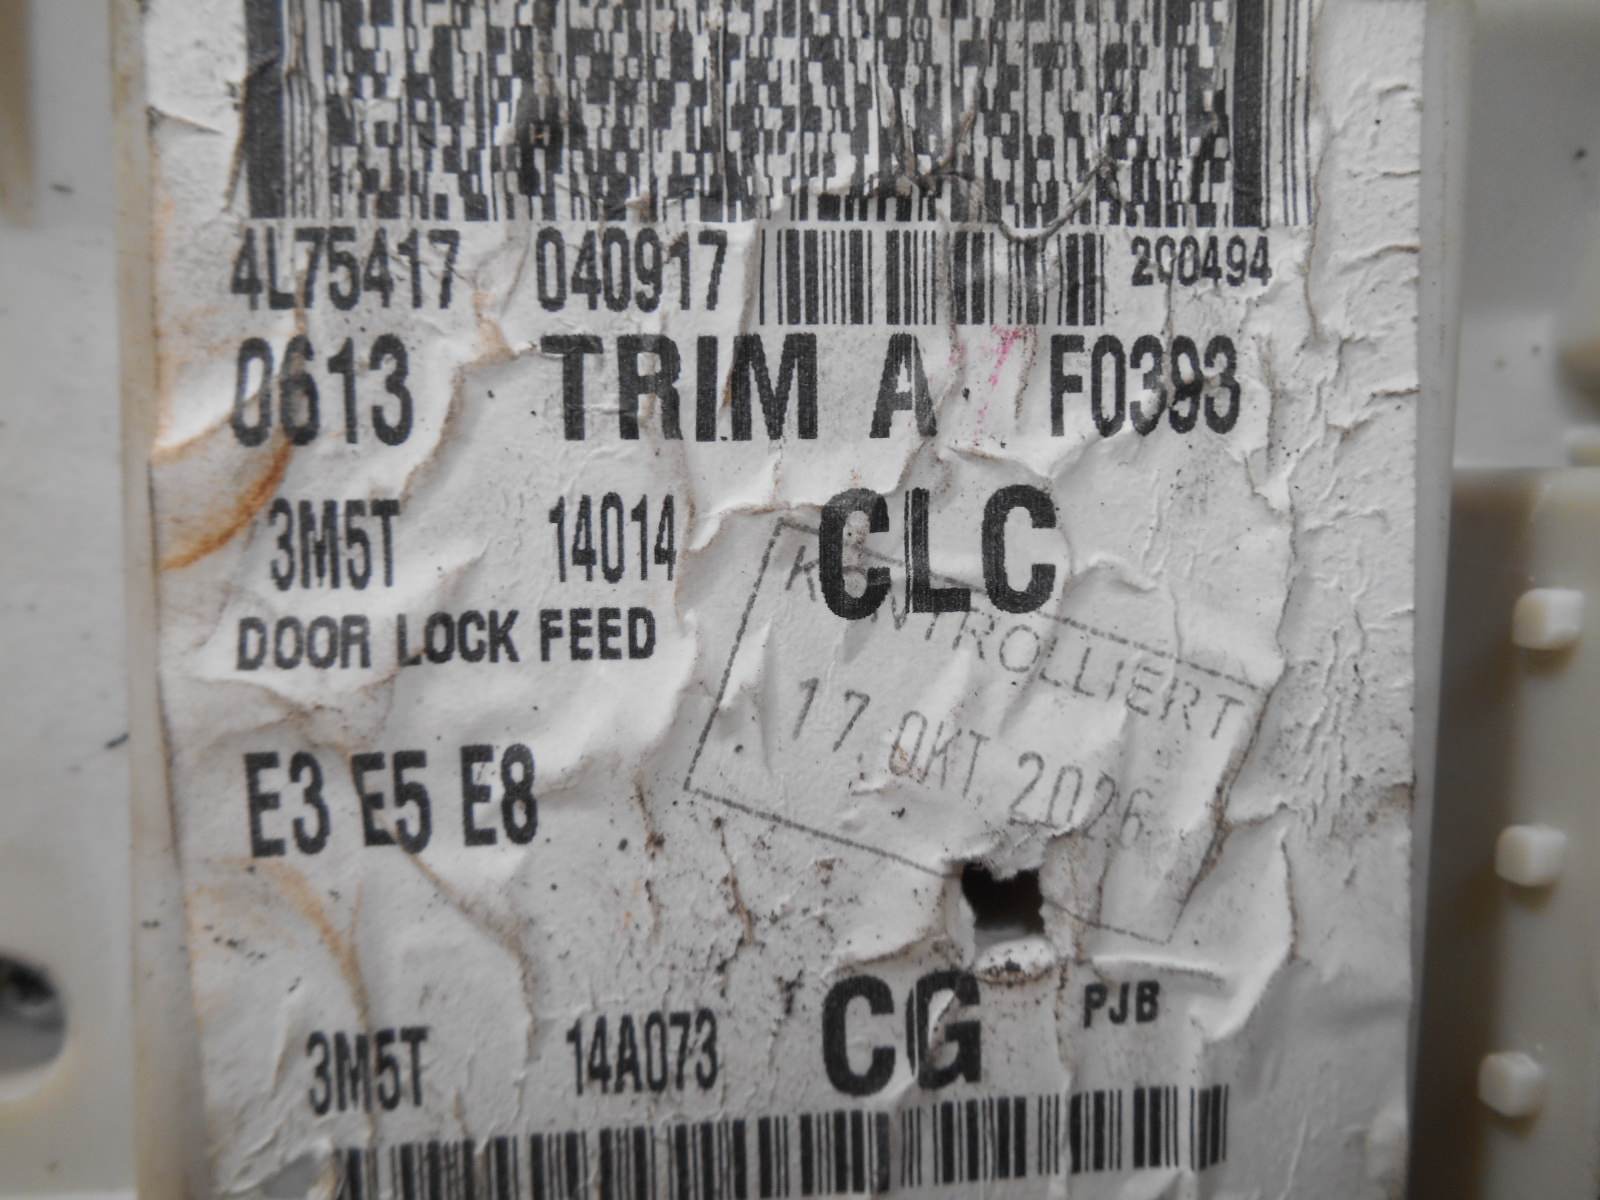 4L75417 040917 200494
0613 TRIM A F0393
3M5T 14014 CLC
DOOR LOCK FEED
KONTROLLIERT
17. OKT. 2026
E3 E5 E8
3M5T 14A073 CG PJB